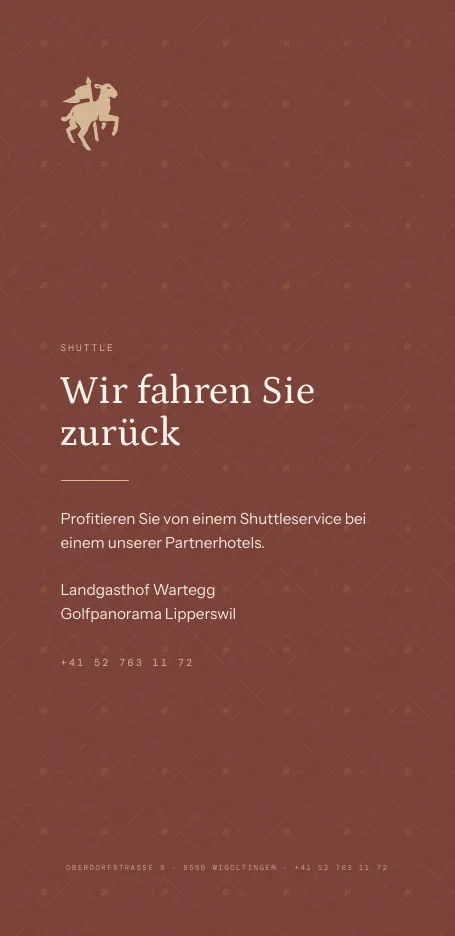 SHUTTLE
Wir fahren Sie
zurück
Profitieren Sie von einem Shuttleservice bei
einem unserer Partnerhotels.
Landgasthof Wartegg
Golfpanorama Lipperswil
+41 52 763 11 72
OBERDORFSTRASSE 8 · 8556 WIGOLTINGEN · +41 52 763 11 72